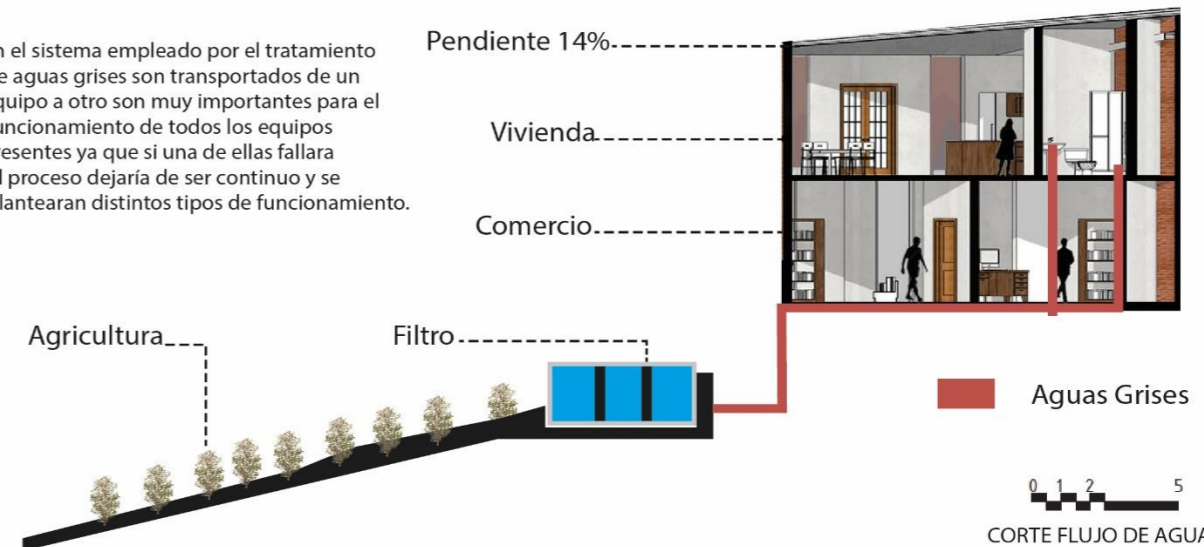 n el sistema empleado por el tratamiento
e aguas grises son transportados de un
quipo a otro son muy importantes para el
uncionamiento de todos los equipos
resentes ya que si una de ellas fallara
l proceso dejaría de ser continuo y se
lantearan distintos tipos de funcionamiento.
Pendiente 14%
Vivienda
Comercio
Agricultura
Filtro
Aguas Grises
0 1 2 5
CORTE FLUJO DE AGUA